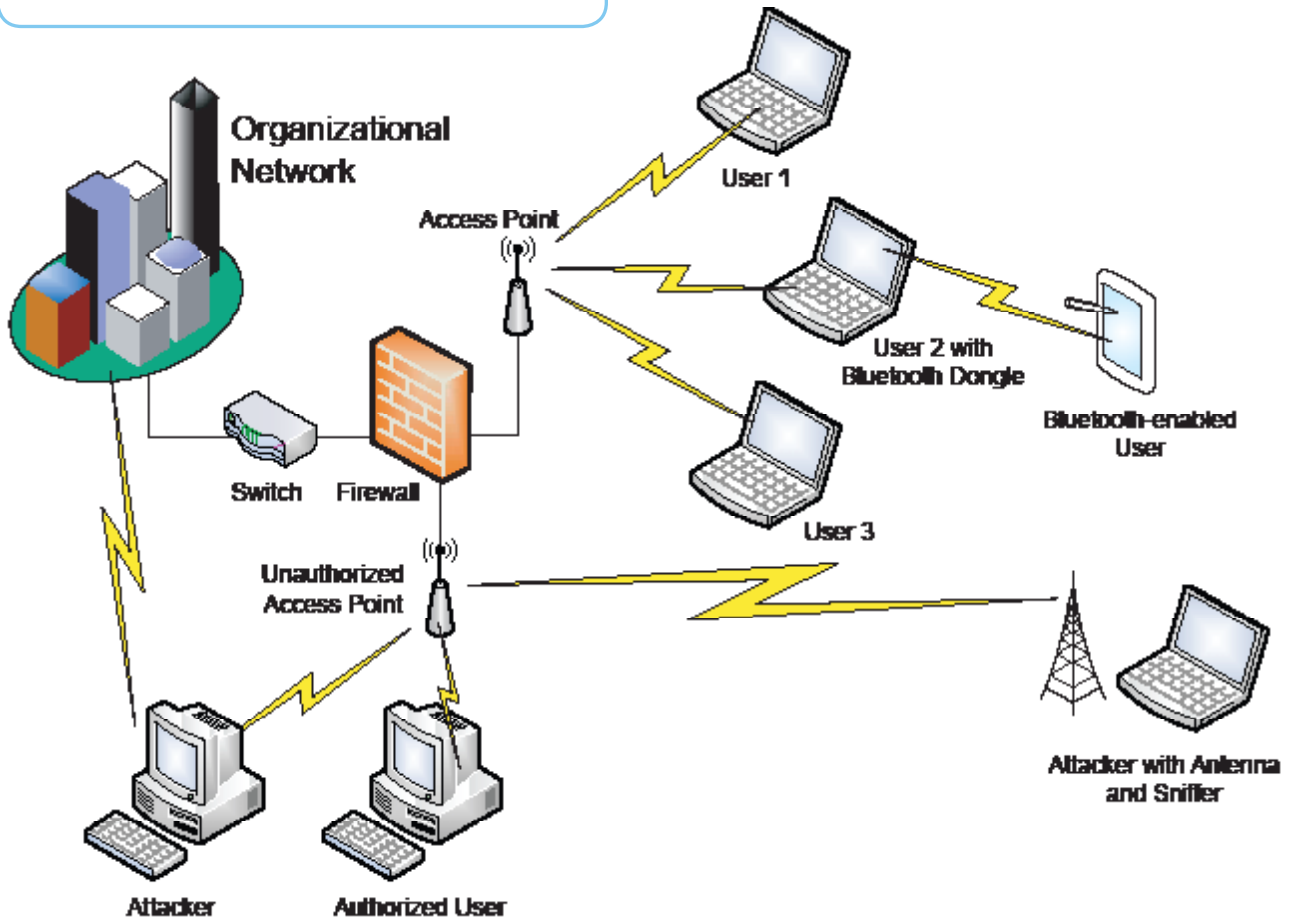 Organizational
Network
Access Point
User 1
User 2 with
Bluetooth Dongle
Bluetooth-enabled
User
Switch
Firewall
User 3
Unauthorized
Access Point
Attacker with Antenna
and Sniffer
Attacker
Authorized User